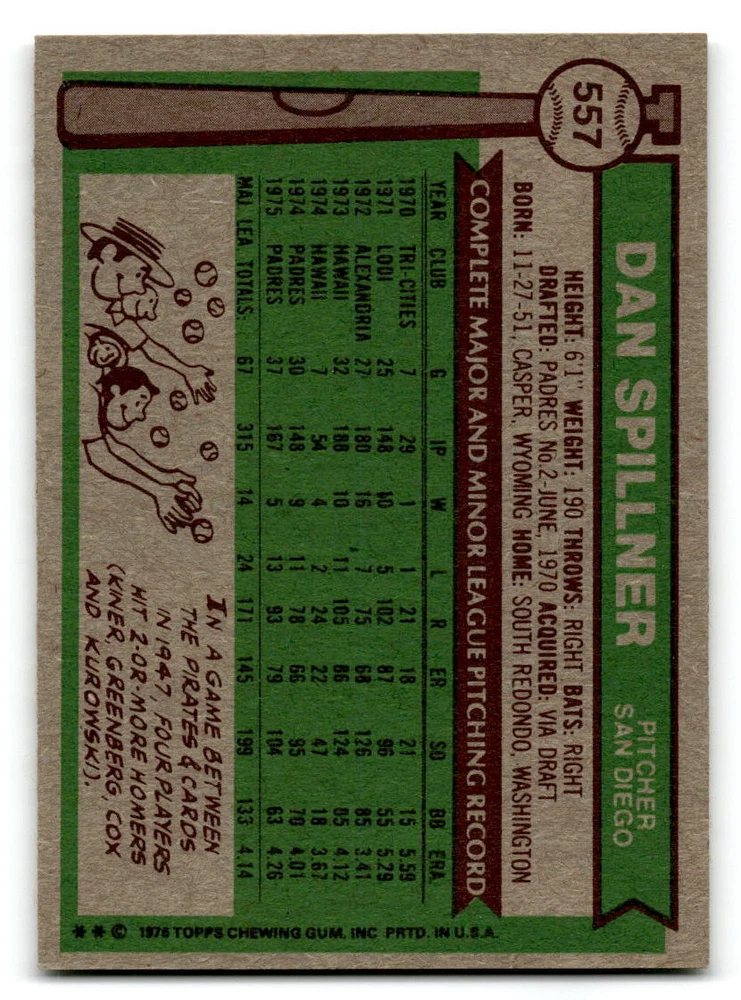 557
DAN SPILLNER
PITCHER
SAN DIEGO
HEIGHT: 6'1" WEIGHT: 190 THROWS: RIGHT BATS: RIGHT
DRAFTED: PADRES No.2-JUNE, 1970 ACQUIRED: VIA DRAFT
BORN: 11-27-51, CASPER, WYOMING HOME: SOUTH REDONDO, WASHINGTON
COMPLETE MAJOR AND MINOR LEAGUE PITCHING RECORD
YEAR CLUB G IP W L R ER SO BB ERA
1970 TRI-CITIES 7 29 1 1 21 18 21 15 5.59
1971 LODI 25 148 10 5 102 87 96 55 5.29
1972 ALEXANDRIA 27 180 16 7 75 68 126 85 3.41
1973 HAWAII 32 188 10 11 105 86 124 85 4.12
1974 HAWAII 7 54 4 2 24 22 47 18 3.67
1974 PADRES 30 148 9 11 78 66 95 70 4.01
1975 PADRES 37 167 5 13 93 79 104 63 4.26
MAJ LEA TOTALS 67 315 14 24 171 145 199 133 4.14
IN A GAME BETWEEN
THE PIRATES & CARDS
IN 1947, FOUR PLAYERS
HIT 2-OR-MORE HOMERS
(KINER, GREENBERG, COX
AND KUROWSKI).
** © 1976 TOPPS CHEWING GUM, INC PRTD. IN U.S.A.